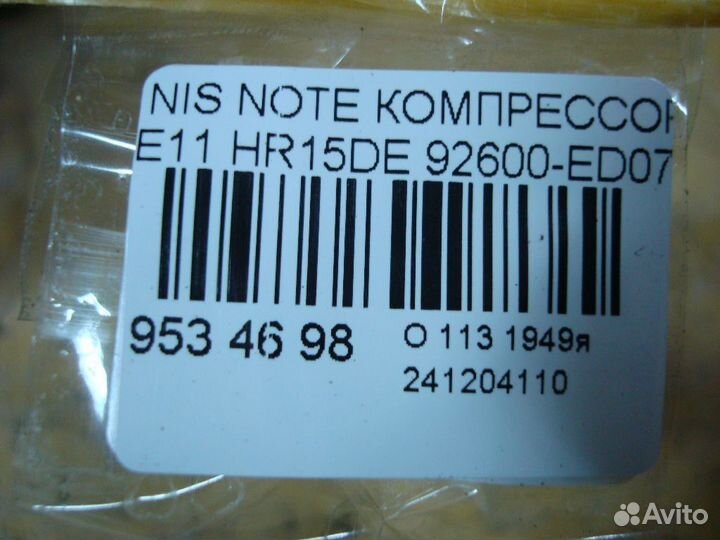 NIS NOTE КОМПРЕССОР
E11 HR15DE 92600-ED07
953 46 98
О 113 1949я
241204110
Avito